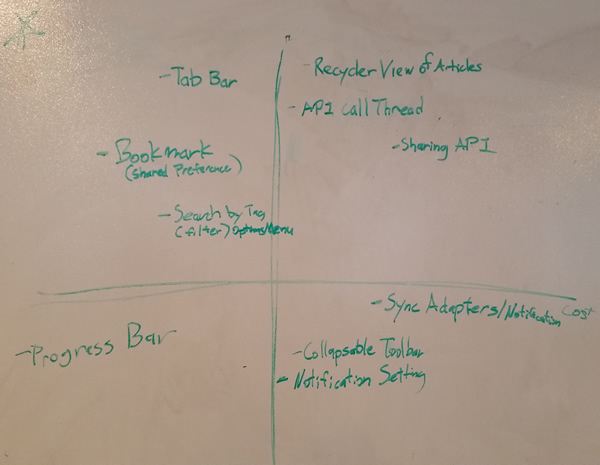 - Tab Bar
- Recycler View of Articles
- API Call Thread
- Sharing API
- Bookmark
(Shared Preference)
- Search by Tag
(filter) Options Menu
- Sync Adapters/Notification
Cost
- Progress Bar
- Collapsable Toolbar
- Notification Setting